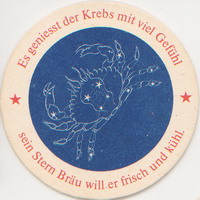 Es geniesst der Krebs mit viel Gefühl
sein Stern Bräu will er frisch und kühl.